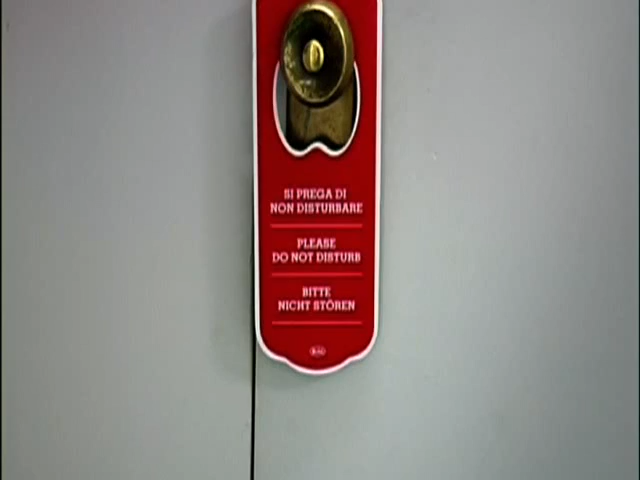 SI PREGA DI
NON DISTURBARE
PLEASE
DO NOT DISTURB
BITTE
NICHT STÖREN